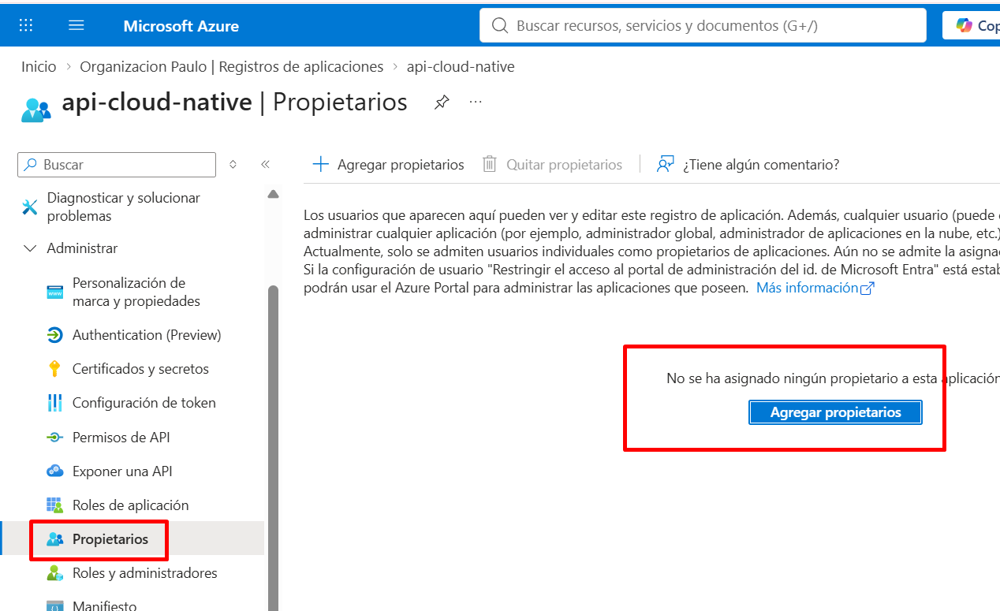 Microsoft Azure
Buscar recursos, servicios y documentos (G+/)
Cop
Inicio > Organizacion Paulo | Registros de aplicaciones > api-cloud-native
api-cloud-native | Propietarios
Buscar
Agregar propietarios
Quitar propietarios
¿Tiene algún comentario?
Diagnosticar y solucionar
problemas
Administrar
Personalización de
marca y propiedades
Authentication (Preview)
Certificados y secretos
Configuración de token
Permisos de API
Exponer una API
Roles de aplicación
Propietarios
Roles y administradores
Manifiesto
Los usuarios que aparecen aquí pueden ver y editar este registro de aplicación. Además, cualquier usuario (puede
administrar cualquier aplicación (por ejemplo, administrador global, administrador de aplicaciones en la nube, etc.)
Actualmente, solo se admiten usuarios individuales como propietarios de aplicaciones. Aún no se admite la asigna
Si la configuración de usuario "Restringir el acceso al portal de administración del id. de Microsoft Entra" está estab
podrán usar el Azure Portal para administrar las aplicaciones que poseen. Más información
No se ha asignado ningún propietario a esta aplicación
Agregar propietarios